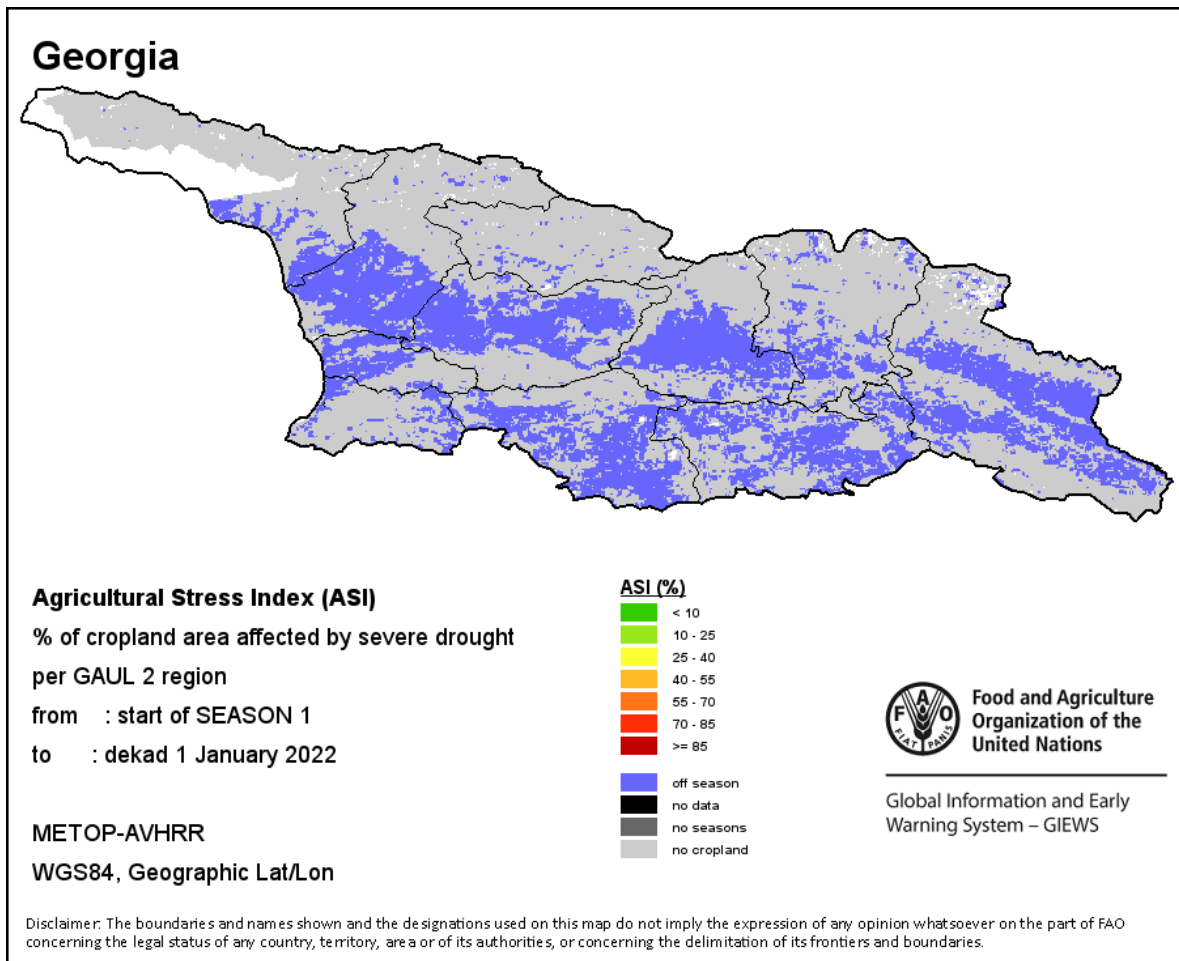 Georgia
Agricultural Stress Index (ASI)
% of cropland area affected by severe drought
per GAUL 2 region
from : start of SEASON 1
to : dekad 1 January 2022
METOP-AVHRR
WGS84, Geographic Lat/Lon
ASI (%)
< 10
10 - 25
25 - 40
40 - 55
55 - 70
70 - 85
>= 85
off season
no data
no seasons
no cropland
F A O
FIAT PANIS
Food and Agriculture
Organization of the
United Nations
Global Information and Early
Warning System – GIEWS
Disclaimer: The boundaries and names shown and the designations used on this map do not imply the expression of any opinion whatsoever on the part of FAO
concerning the legal status of any country, territory, area or of its authorities, or concerning the delimitation of its frontiers and boundaries.